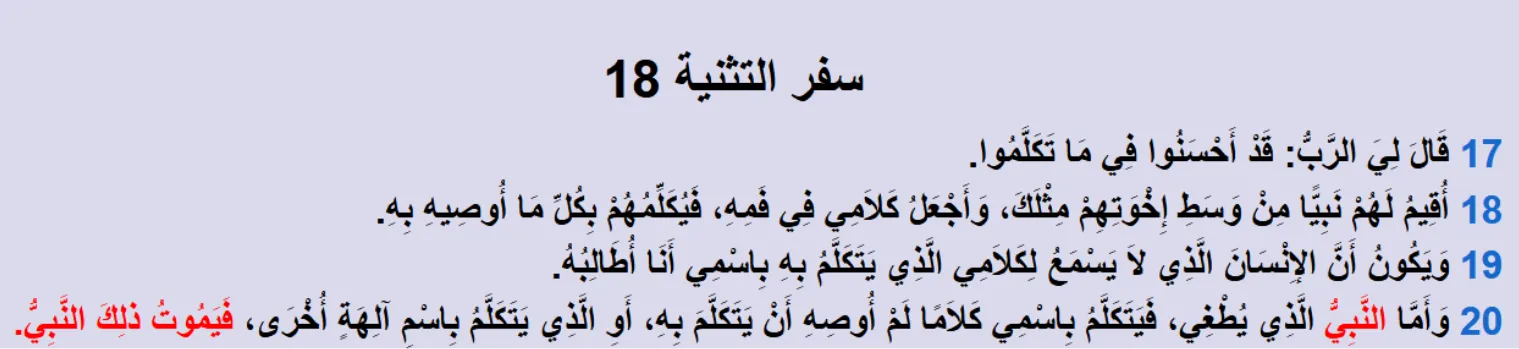 سفر التثنية 18
17 قَالَ لِيَ الرَّبُّ: قَدْ أَحْسَنُوا فِي مَا تَكَلَّمُوا.
18 أُقِيمُ لَهُمْ نَبِيًّا مِنْ وَسَطِ إِخْوَتِهِمْ مِثْلَكَ، وَأَجْعَلُ كَلاَمِي فِي فَمِهِ، فَيُكَلِّمُهُمْ بِكُلِّ مَا أُوصِيهِ بِهِ.
19 وَيَكُونُ أَنَّ الإِنْسَانَ الَّذِي لاَ يَسْمَعُ لِكَلاَمِي الَّذِي يَتَكَلَّمُ بِهِ بِاسْمِي أَنَا أُطَالِبُهُ.
20 وَأَمَّا النَّبِيُّ الَّذِي يُطْغِي، فَيَتَكَلَّمُ بِاسْمِي كَلاَمًا لَمْ أُوصِهِ أَنْ يَتَكَلَّمَ بِهِ، أَوِ الَّذِي يَتَكَلَّمُ بِاسْمِ آلِهَةٍ أُخْرَى، فَيَمُوتُ ذلِكَ النَّبِيُّ.